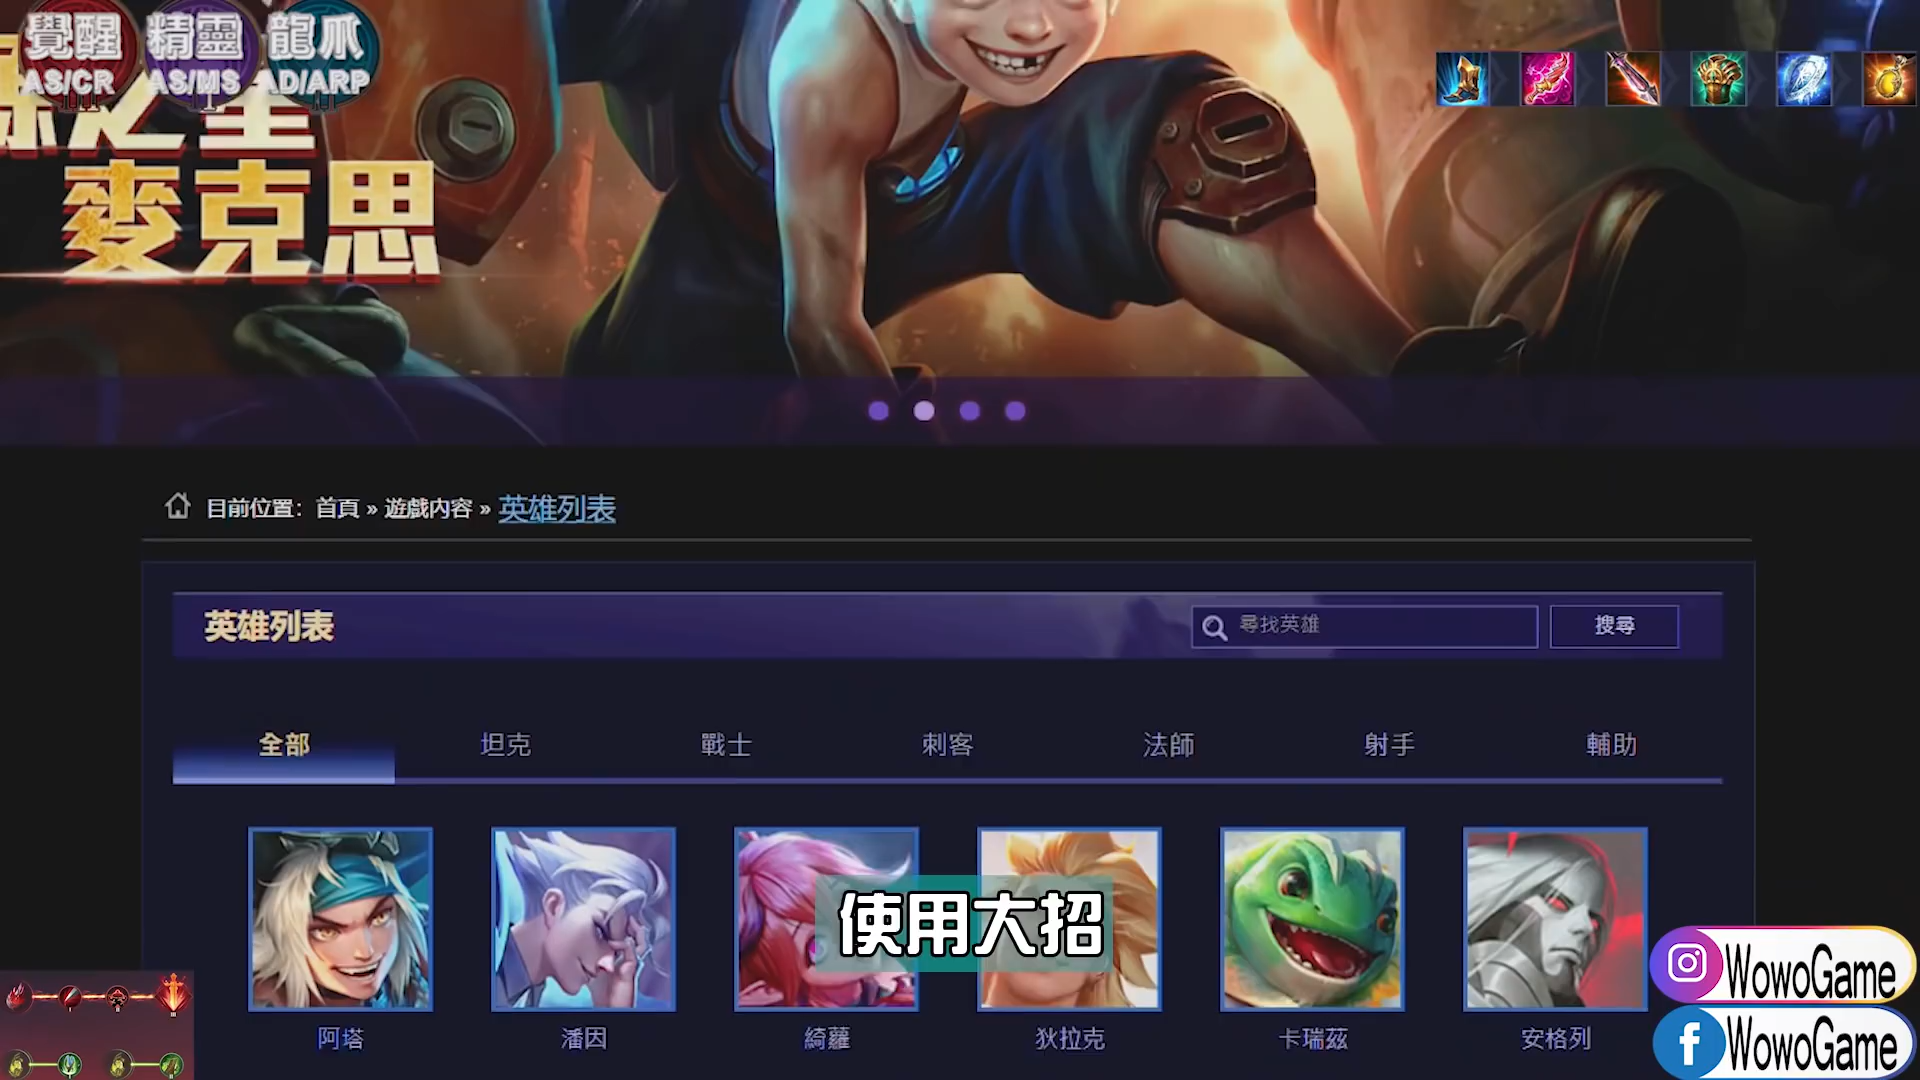 覺醒 精靈 龍爪
AS/CR AS/MS AD/ARP
之星
麥克思
目前位置：首頁 » 遊戲內容 » 英雄列表
英雄列表
尋找英雄
搜尋
全部 坦克 戰士 刺客 法師 射手 輔助
使用大招
阿塔 潘因 綺蘿 狄拉克 卡瑞茲 安格列
WowoGame
WowoGame